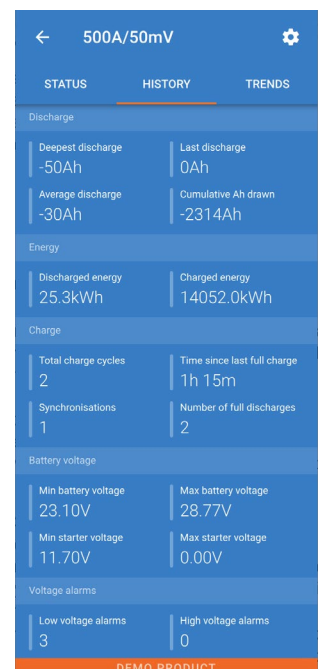 500A/50mV
STATUS HISTORY TRENDS
Discharge
Deepest discharge Last discharge
-50Ah 0Ah
Average discharge Cumulative Ah drawn
-30Ah -2314Ah
Energy
Discharged energy Charged energy
25.3kWh 14052.0kWh
Charge
Total charge cycles Time since last full charge
2 1h 15m
Synchronisations Number of full discharges
1 2
Battery voltage
Min battery voltage Max battery voltage
23.10V 28.77V
Min starter voltage Max starter voltage
11.70V 0.00V
Voltage alarms
Low voltage alarms High voltage alarms
3 0
DEMO PRODUCT